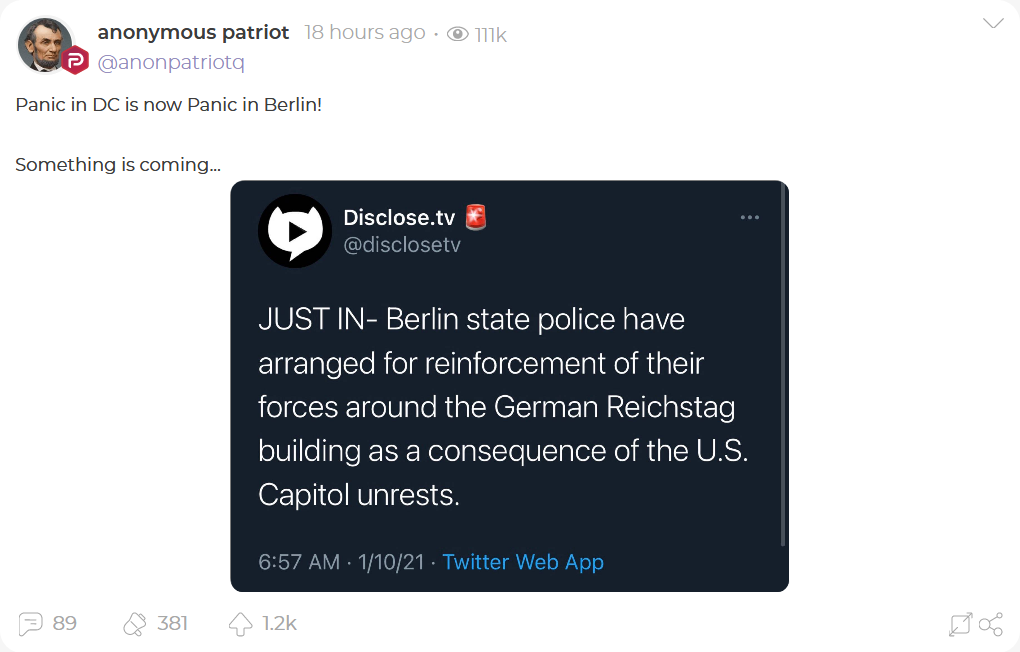 anonymous patriot 18 hours ago · 111k
@anonpatriotq
Panic in DC is now Panic in Berlin!
Something is coming...
Disclose.tv 🚨
@disclosetv
JUST IN- Berlin state police have
arranged for reinforcement of their
forces around the German Reichstag
building as a consequence of the U.S.
Capitol unrests.
6:57 AM · 1/10/21 · Twitter Web App
89 381 1.2k